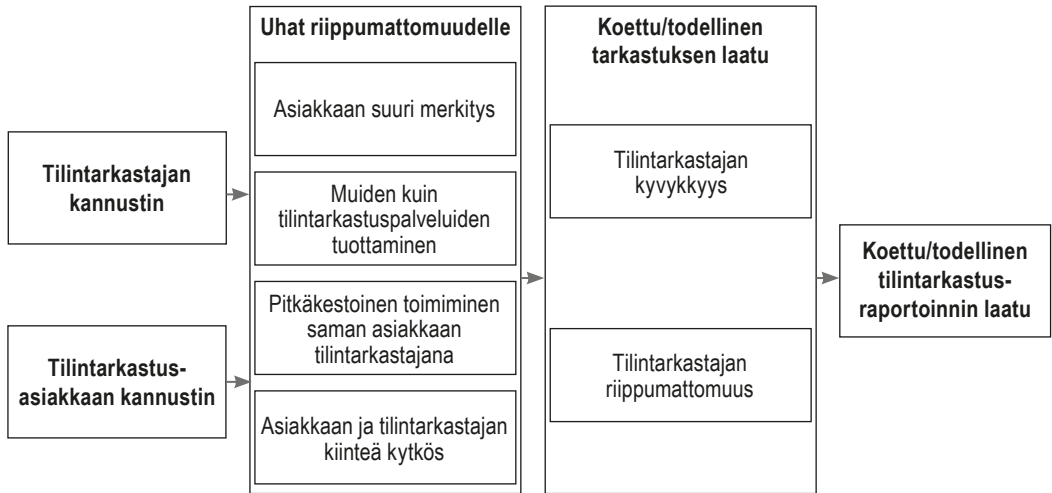 Tilintarkastajan
kannustin
Tilintarkastus-
asiakkaan kannustin
Uhat riippumattomuudelle
Asiakkaan suuri merkitys
Muiden kuin
tilintarkastuspalveluiden
tuottaminen
Pitkäkestoinen toimiminen
saman asiakkaan
tilintarkastajana
Asiakkaan ja tilintarkastajan
kiinteä kytkös
Koettu/todellinen
tarkastuksen laatu
Tilintarkastajan
kyvykkyys
Tilintarkastajan
riippumattomuus
Koettu/todellinen
tilintarkastus-
raportoinnin laatu